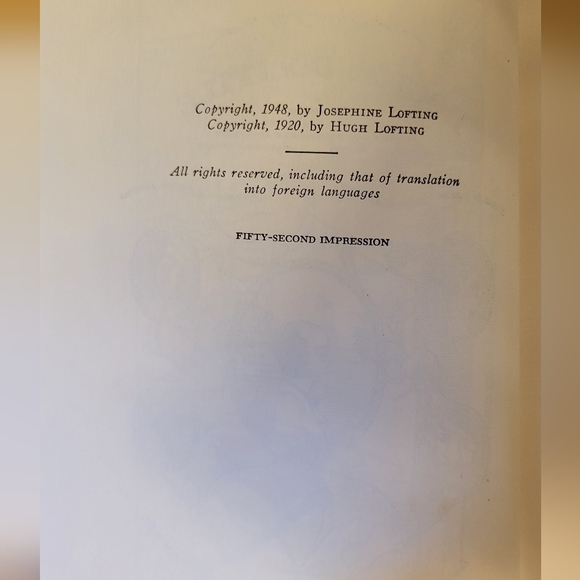 Copyright, 1948, by JOSEPHINE LOFTING
Copyright, 1920, by HUGH LOFTING
All rights reserved, including that of translation
into foreign languages
FIFTY-SECOND IMPRESSION